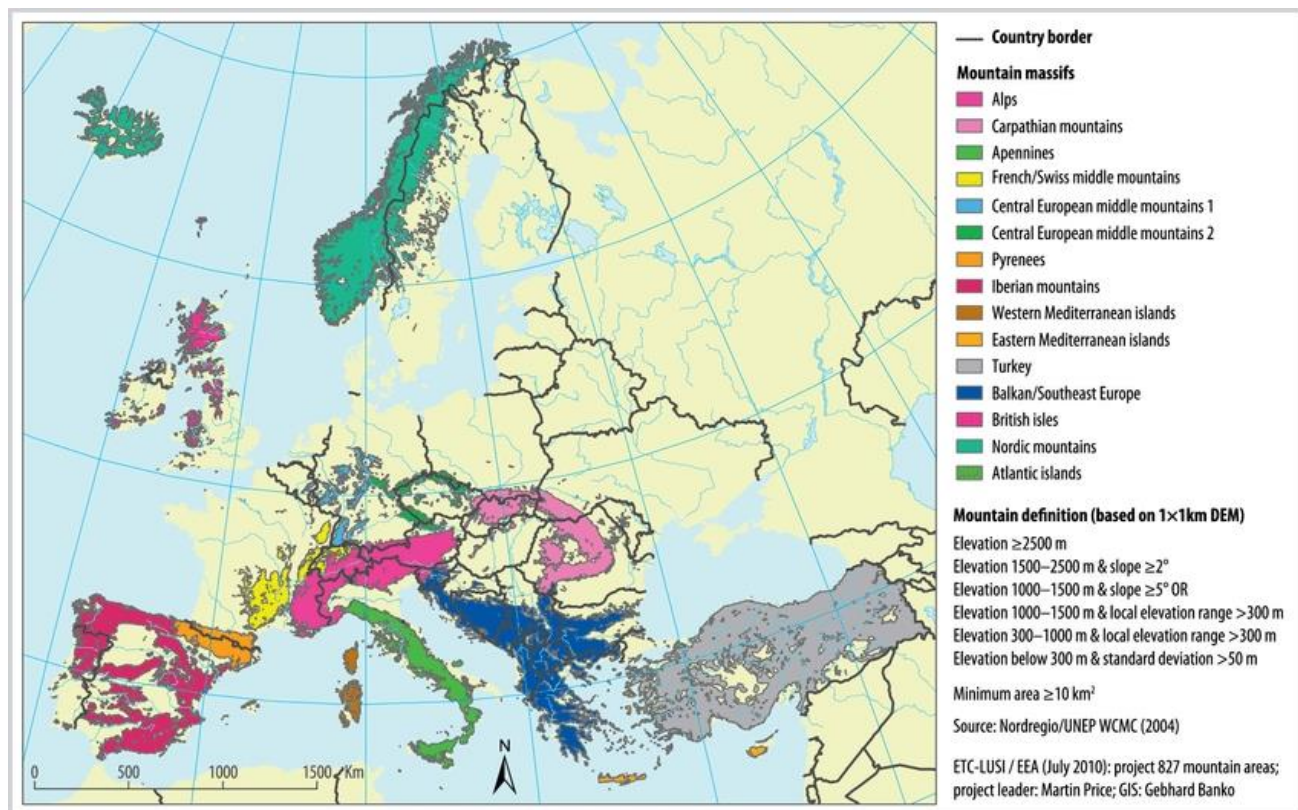 Country border
Mountain massifs
Alps
Carpathian mountains
Apennines
French/Swiss middle mountains
Central European middle mountains 1
Central European middle mountains 2
Pyrenees
Iberian mountains
Western Mediterranean islands
Eastern Mediterranean islands
Turkey
Balkan/Southeast Europe
British isles
Nordic mountains
Atlantic islands
Mountain definition (based on 1×1km DEM)
Elevation ≥2500 m
Elevation 1500–2500 m & slope ≥2°
Elevation 1000–1500 m & slope ≥5° OR
Elevation 1000–1500 m & local elevation range >300 m
Elevation 300–1000 m & local elevation range >300 m
Elevation below 300 m & standard deviation >50 m
Minimum area ≥10 km²
Source: Nordregio/UNEP WCMC (2004)
ETC-LUSI / EEA (July 2010): project 827 mountain areas;
project leader: Martin Price; GIS: Gebhard Banko
N
0 500 1000 1500 Km